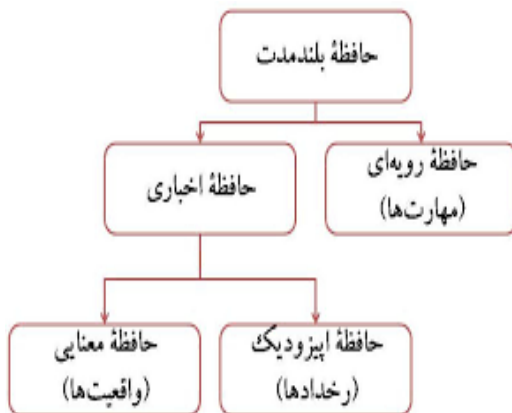 حافظهٔ بلندمدت
حافظهٔ رویه‌ای
(مهارت‌ها)
حافظهٔ اخباری
حافظهٔ اپیزودیک
(رخدادها)
حافظهٔ معنایی
(واقعیت‌ها)